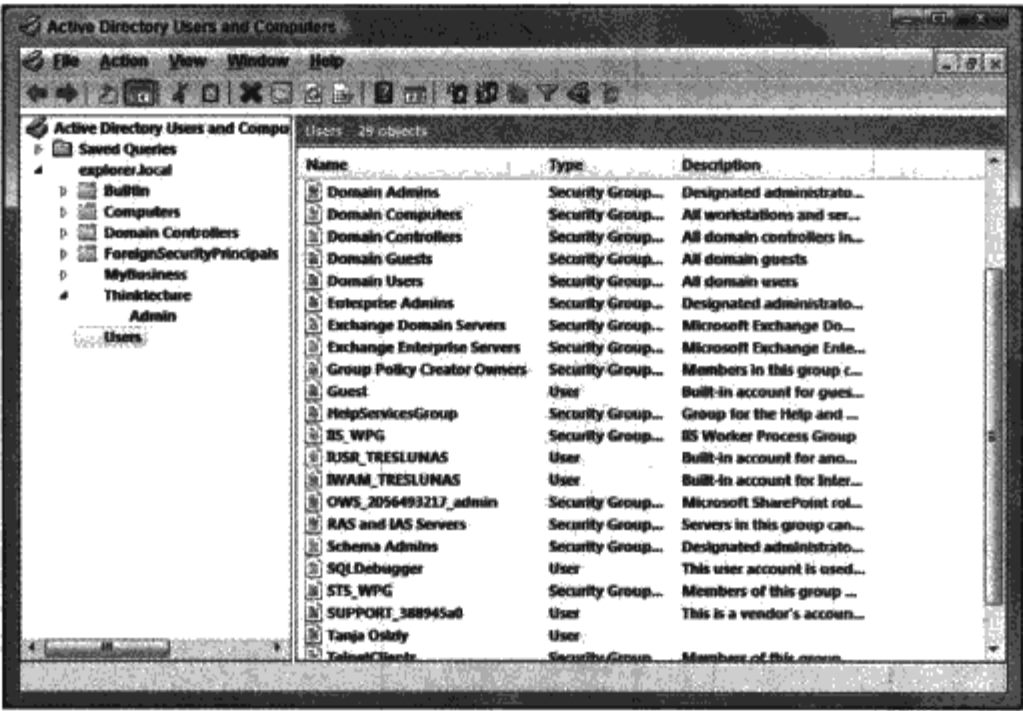 Active Directory Users and Computers
File Action View Window Help
Active Directory Users and Compu
Saved Queries
explorer.local
Builtin
Computers
Domain Controllers
ForeignSecurityPrincipals
MyBusiness
Thinktecture
Admin
Users
Users 29 objects
Name Type Description
Domain Admins Security Group... Designated administrato...
Domain Computers Security Group... All workstations and ser...
Domain Controllers Security Group... All domain controllers in...
Domain Guests Security Group... All domain guests
Domain Users Security Group... All domain users
Enterprise Admins Security Group... Designated administrato...
Exchange Domain Servers Security Group... Microsoft Exchange Do...
Exchange Enterprise Servers Security Group... Microsoft Exchange Ente...
Group Policy Creator Owners Security Group... Members in this group c...
Guest User Built-in account for gues...
HelpServicesGroup Security Group... Group for the Help and ...
IIS_WPG Security Group... IIS Worker Process Group
IUSR_TRESLUNAS User Built-in account for ano...
IWAM_TRESLUNAS User Built-in account for Inter...
OWS_2056493217_admin Security Group... Microsoft SharePoint rol...
RAS and IAS Servers Security Group... Servers in this group can...
Schema Admins Security Group... Designated administrato...
SQLDebugger User This user account is used...
STS_WPG Security Group... Members of this group ...
SUPPORT_388945a0 User This is a vendor's accoun...
Tanja User
TelnetClients Security Group Members of this group